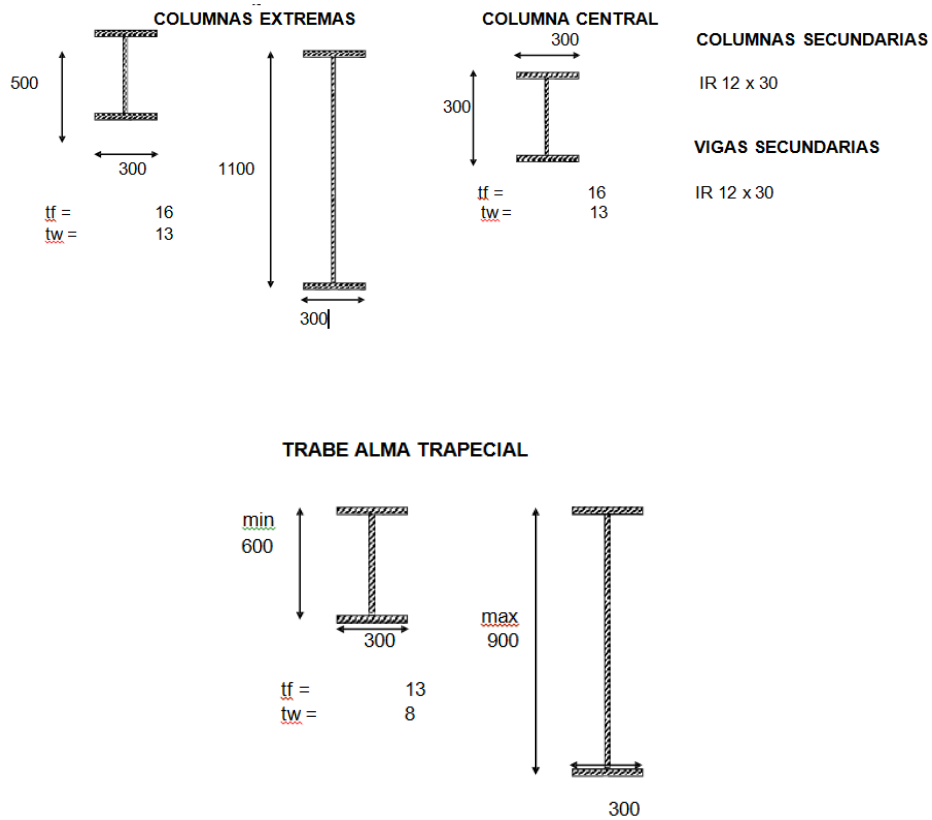 COLUMNAS EXTREMAS
500
300
1100
tf = 16
tw = 13
300
COLUMNA CENTRAL
300
300
tf = 16
tw = 13
COLUMNAS SECUNDARIAS
IR 12 x 30
VIGAS SECUNDARIAS
IR 12 x 30
TRABE ALMA TRAPECIAL
min
600
300
tf = 13
tw = 8
max
900
300